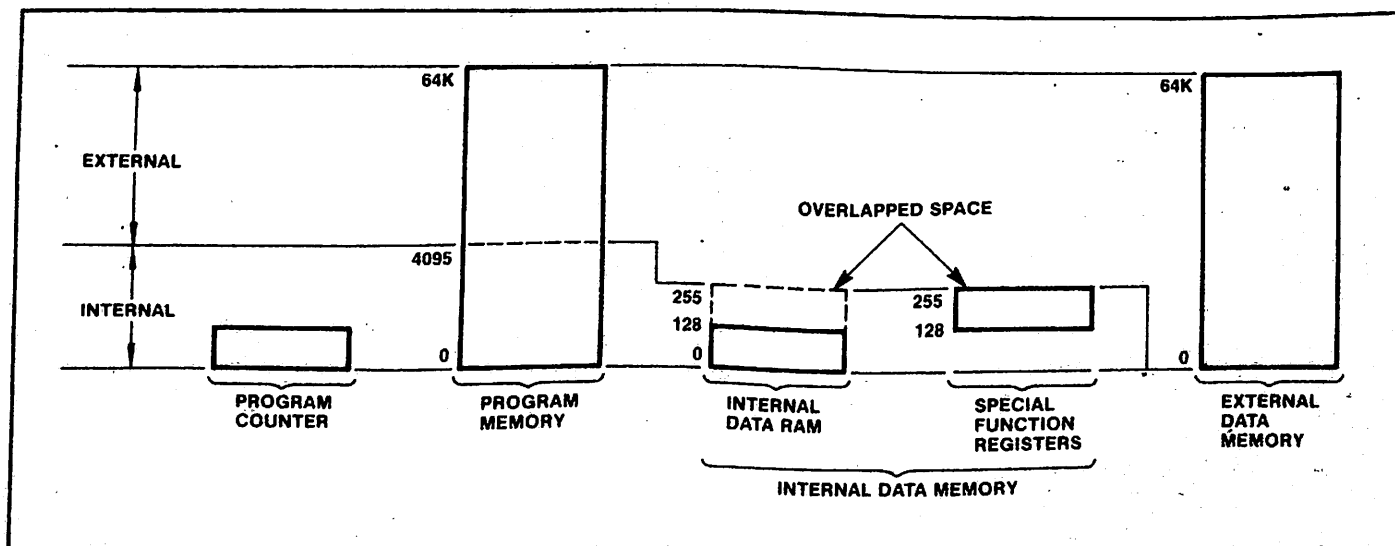 64K
64K
EXTERNAL
OVERLAPPED SPACE
4095
INTERNAL
255
128
0
255
128
0
0
PROGRAM
COUNTER
PROGRAM
MEMORY
INTERNAL
DATA RAM
SPECIAL
FUNCTION
REGISTERS
EXTERNAL
DATA
MEMORY
INTERNAL DATA MEMORY